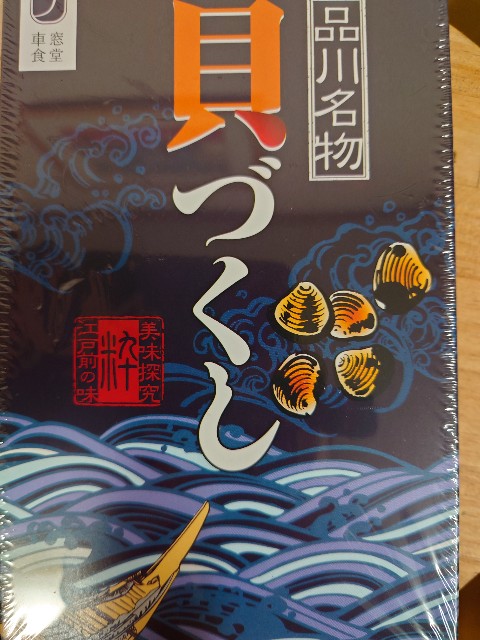 品川名物
貝づくし
車窓
食堂
美味探究
粋
江戸前の味